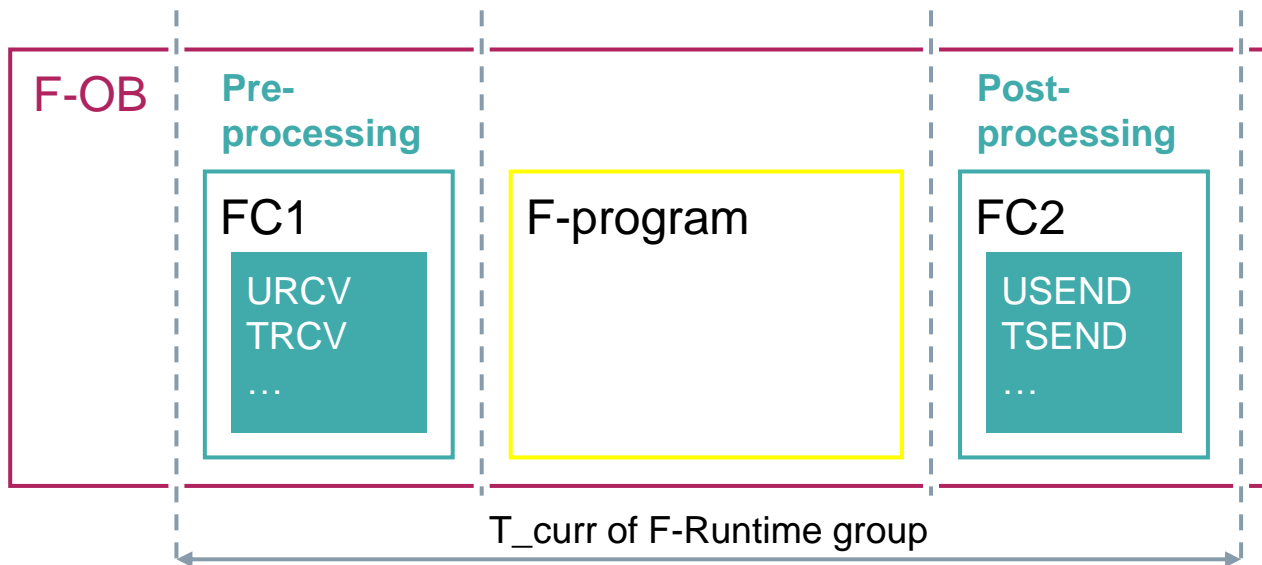 F-OB
Pre-
processing
FC1
URCV
TRCV
…
F-program
Post-
processing
FC2
USEND
TSEND
…
T_curr of F-Runtime group